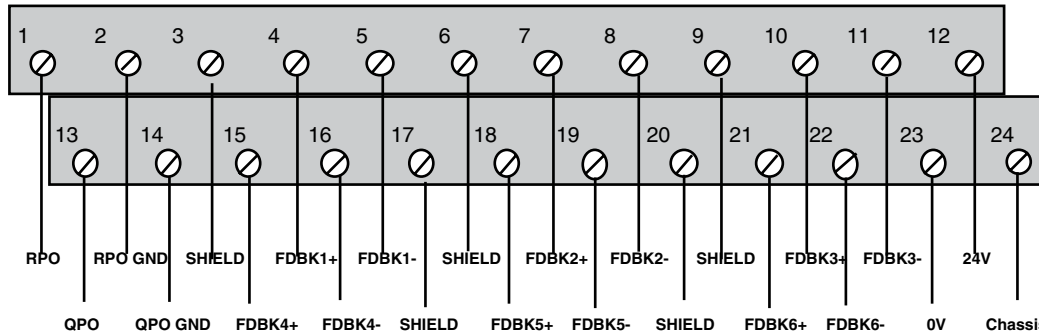 1 2 3 4 5 6 7 8 9 10 11 12
13 14 15 16 17 18 19 20 21 22 23 24
RPO RPO GND SHIELD FDBK1+ FDBK1- SHIELD FDBK2+ FDBK2- SHIELD FDBK3+ FDBK3- 24V
QPO QPO GND FDBK4+ FDBK4- SHIELD FDBK5+ FDBK5- SHIELD FDBK6+ FDBK6- 0V Chassis